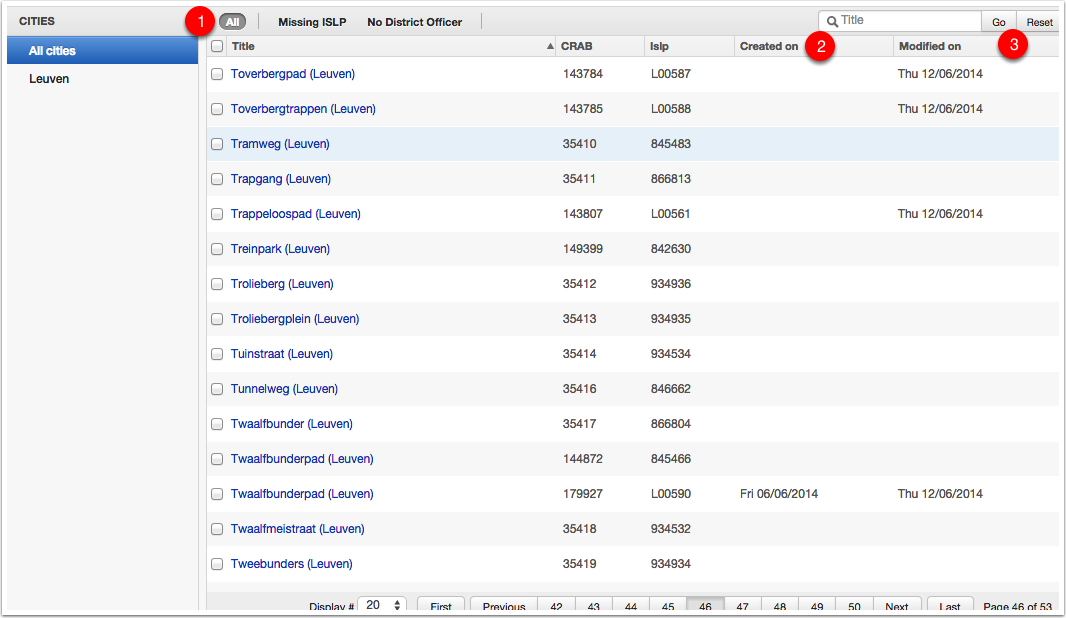 CITIES 1 All Missing ISLP No District Officer Title Go Reset
All cities
Leuven
Title CRAB Islp Created on 2 Modified on 3
Toverbergpad (Leuven) 143784 L00587 Thu 12/06/2014
Toverbergtrappen (Leuven) 143785 L00588 Thu 12/06/2014
Tramweg (Leuven) 35410 845483
Trapgang (Leuven) 35411 866813
Trappeloospad (Leuven) 143807 L00561 Thu 12/06/2014
Treinpark (Leuven) 149399 842630
Trolieberg (Leuven) 35412 934936
Troliebergplein (Leuven) 35413 934935
Tuinstraat (Leuven) 35414 934534
Tunnelweg (Leuven) 35416 846662
Twaalfbunder (Leuven) 35417 866804
Twaalfbunderpad (Leuven) 144872 845466
Twaalfbunderpad (Leuven) 179927 L00590 Fri 06/06/2014 Thu 12/06/2014
Twaalfmeistraat (Leuven) 35418 934532
Tweebunders (Leuven) 35419 934934
Display # 20 First Previous 42 43 44 45 46 47 48 49 50 Next Last Page 46 of 53